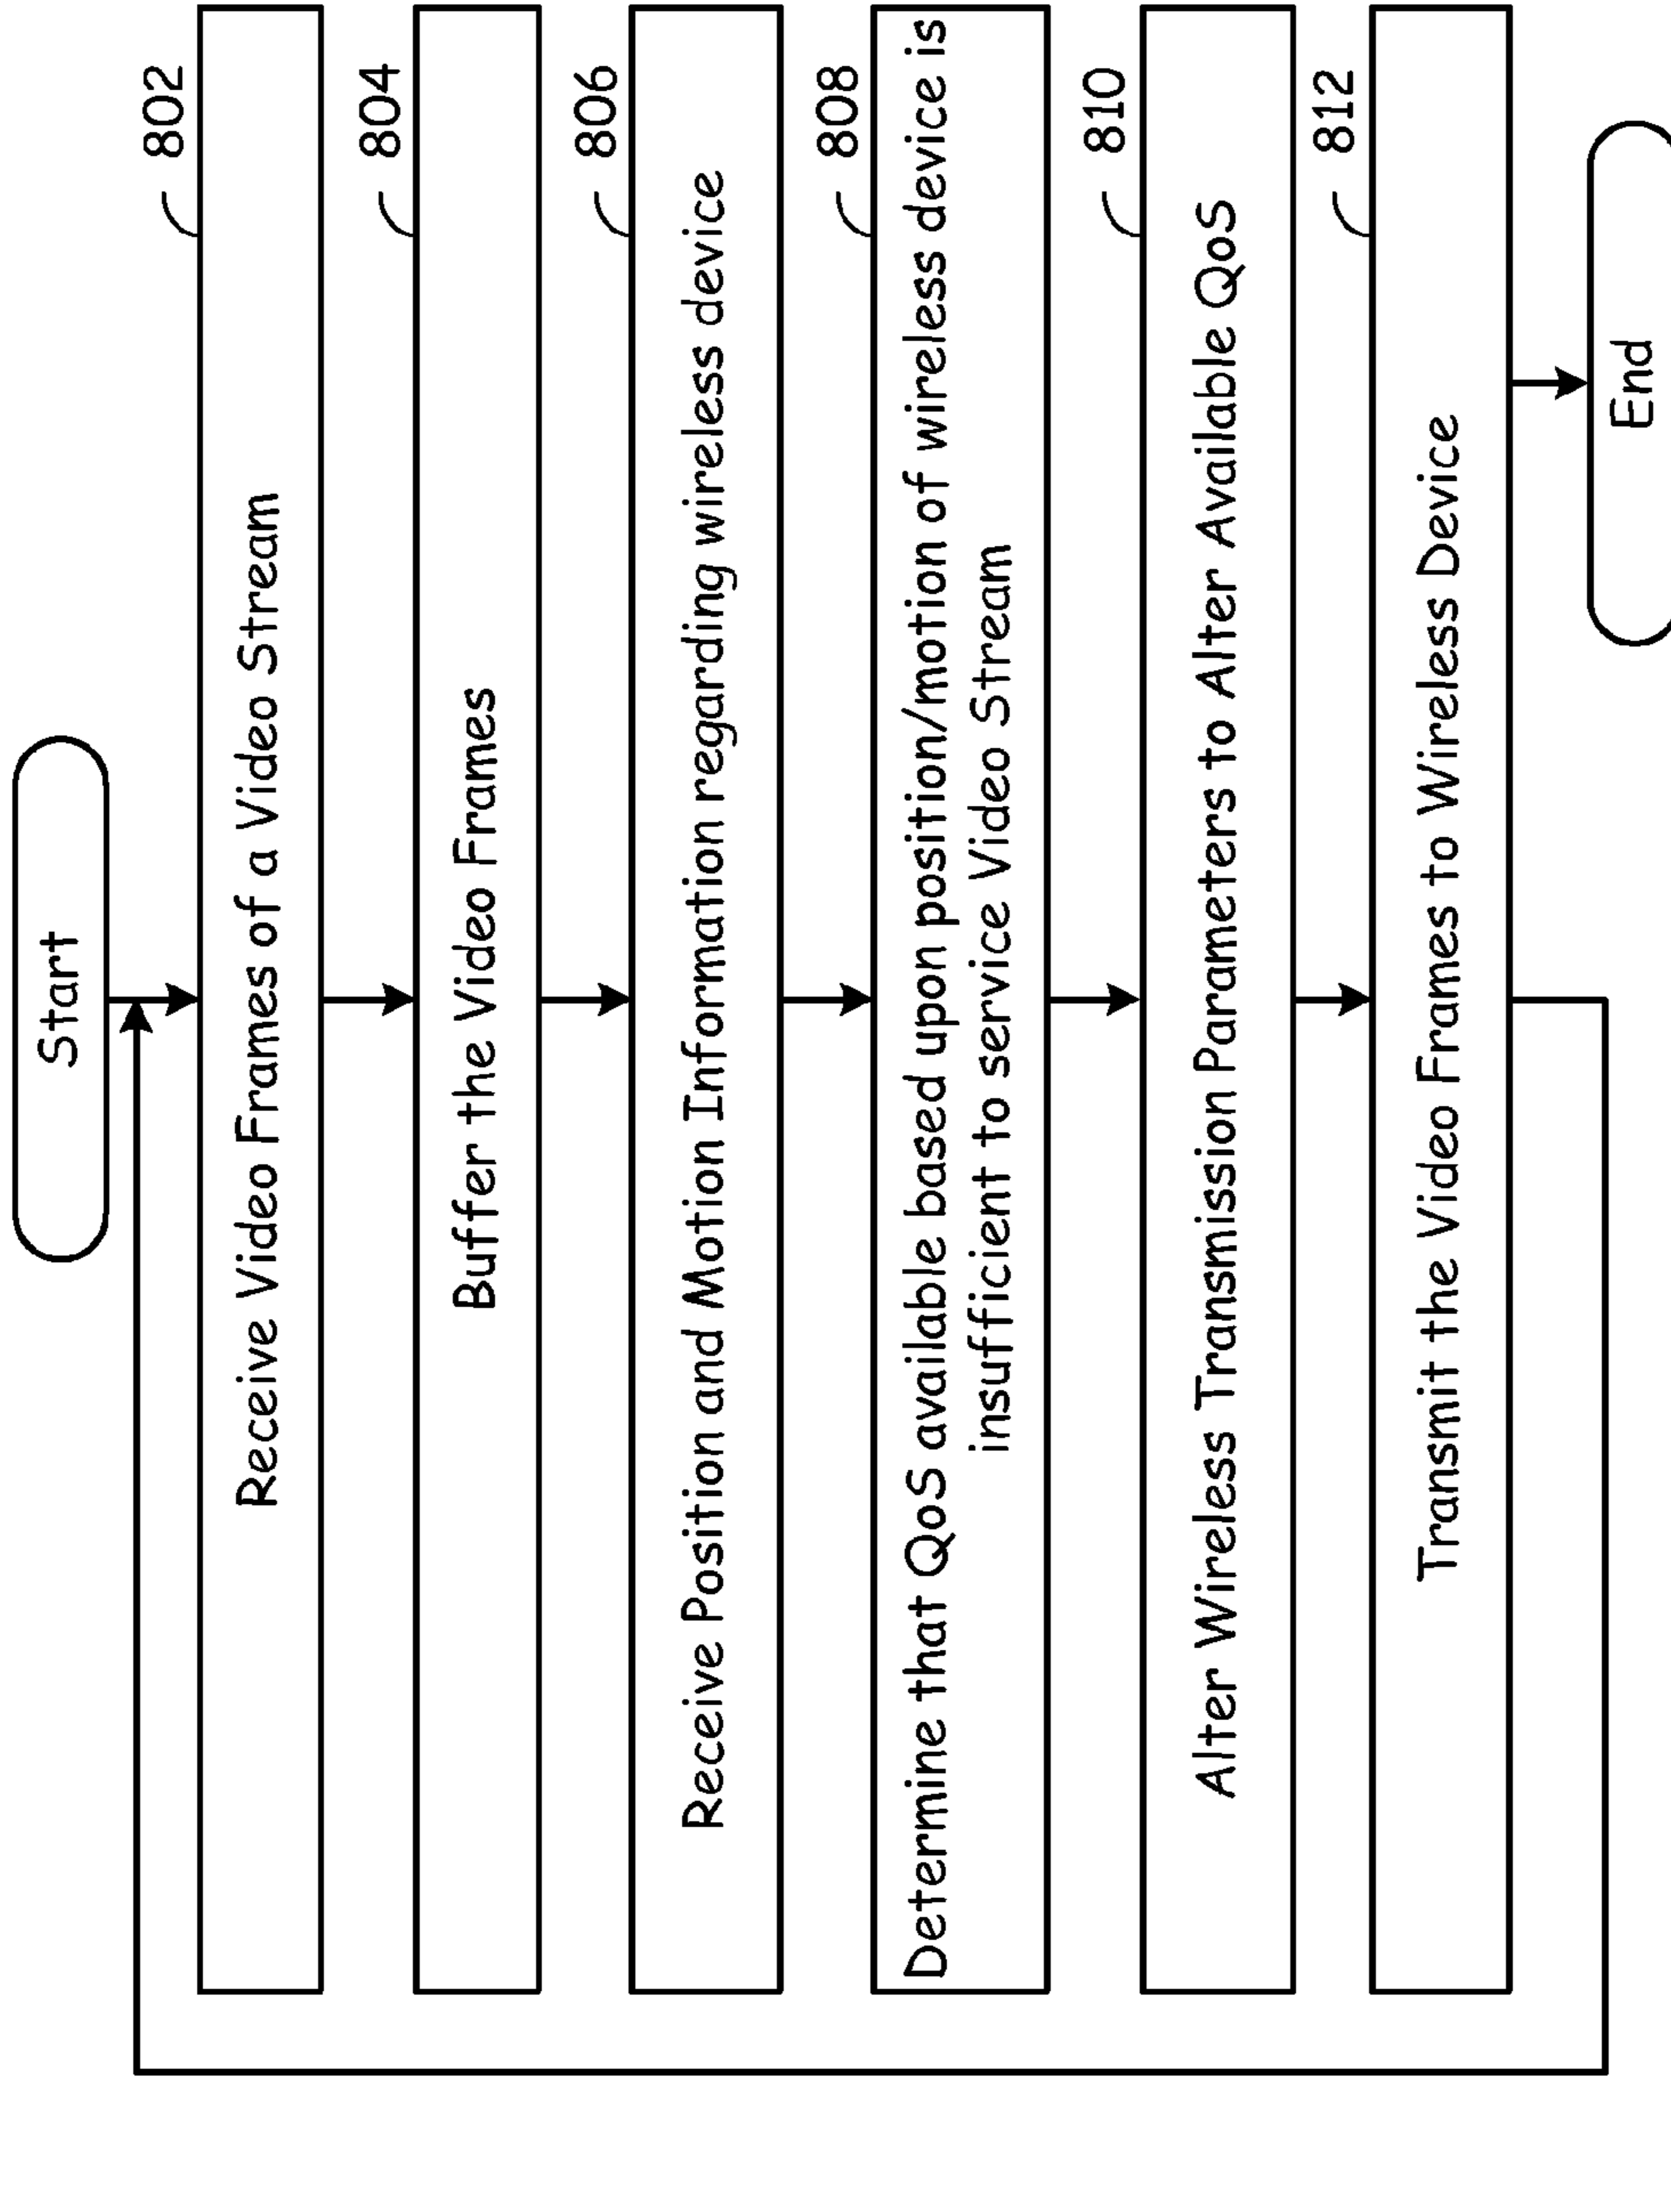 Start
802
Receive Video Frames of a Video Stream
804
Buffer the Video Frames
806
Receive Position and Motion Information regarding wireless device
808
Determine that QoS available based upon position/motion of wireless device is
insufficient to service Video Stream
810
Alter Wireless Transmission Parameters to Alter Available QoS
812
Transmit the Video Frames to Wireless Device
End